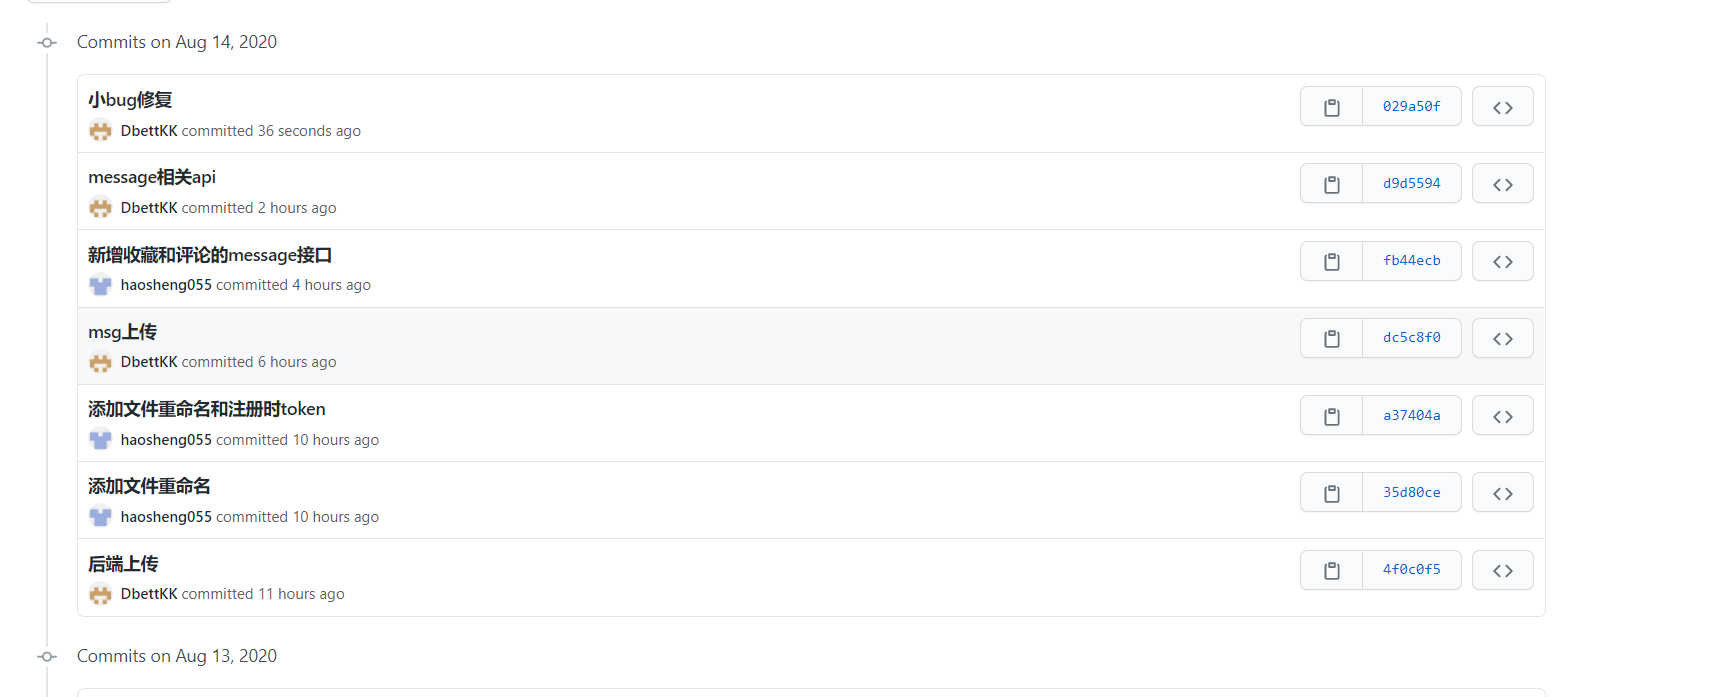 Commits on Aug 14, 2020
小bug修复
029a50f
DbettKK committed 36 seconds ago
message相关api
d9d5594
DbettKK committed 2 hours ago
新增收藏和评论的message接口
fb44ecb
haosheng055 committed 4 hours ago
msg上传
dc5c8f0
DbettKK committed 6 hours ago
添加文件重命名和注册时token
a37404a
haosheng055 committed 10 hours ago
添加文件重命名
35d80ce
haosheng055 committed 10 hours ago
后端上传
4f0c0f5
DbettKK committed 11 hours ago
Commits on Aug 13, 2020